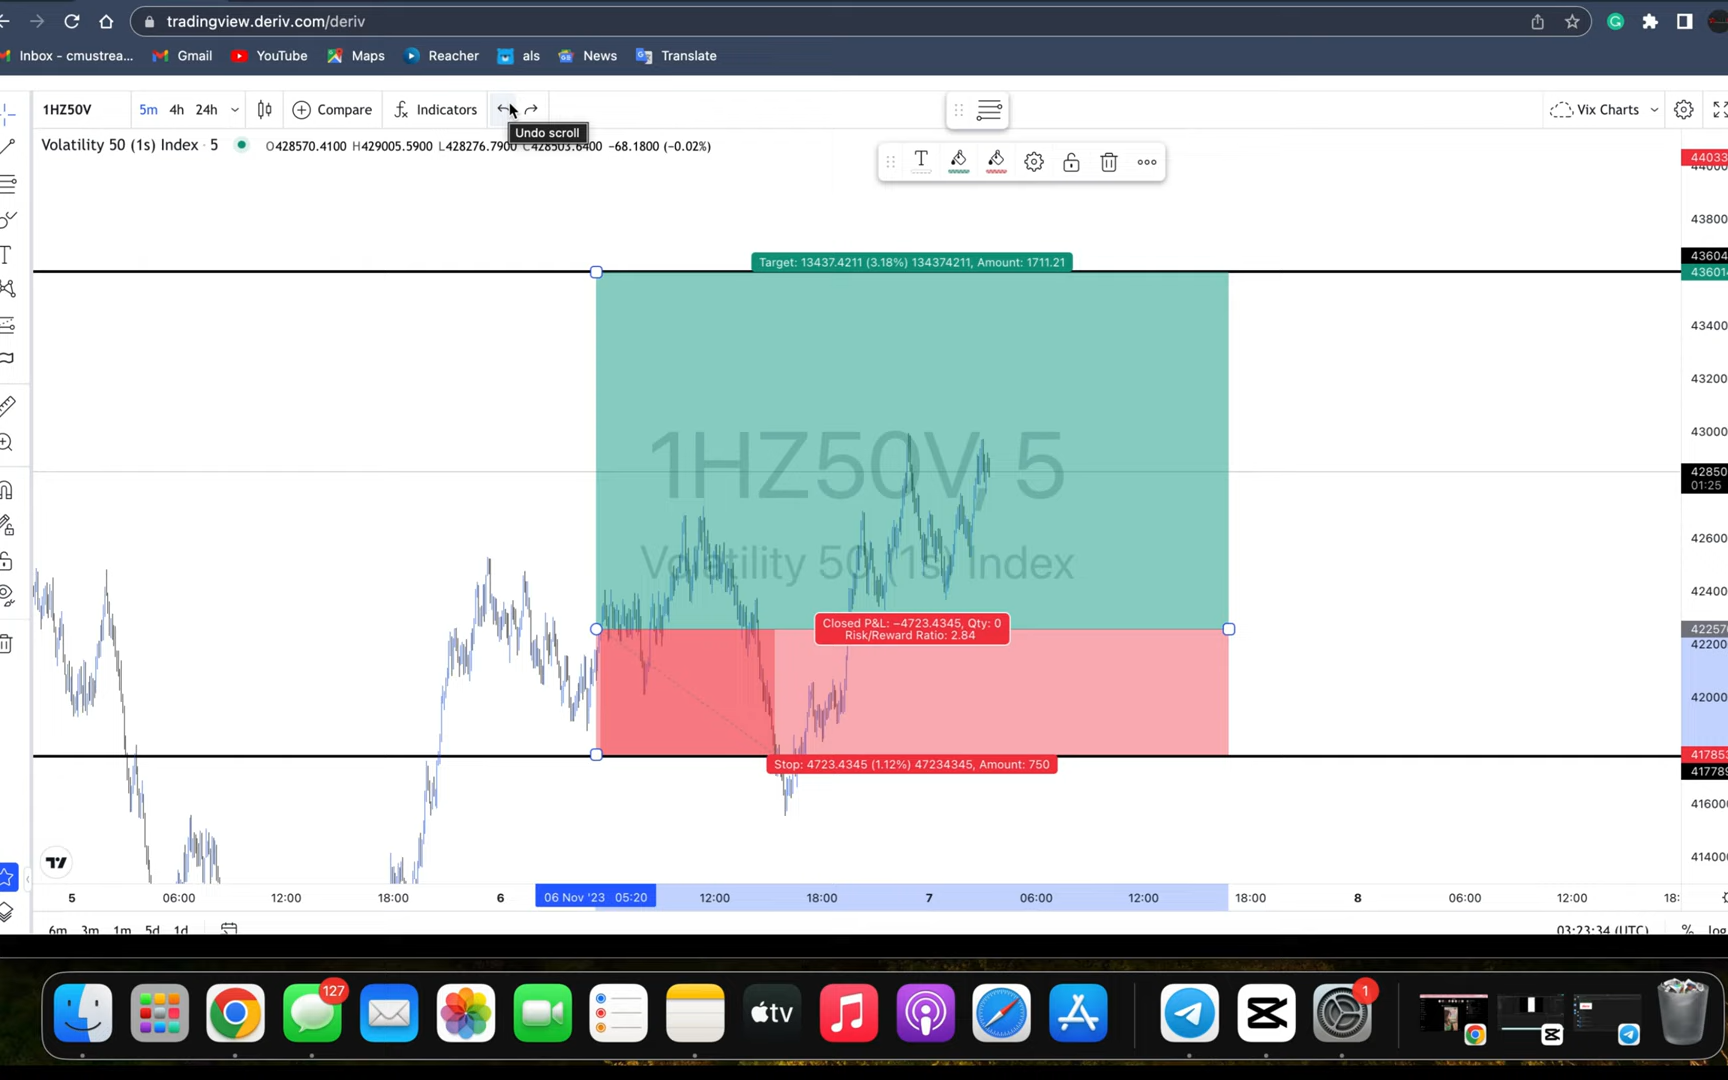 tradingview.deriv.com/deriv
Inbox - cmustrea... Gmail YouTube Maps Reacher als News Translate
1HZ50V 5m 4h 24h Compare Indicators Vix Charts
Undo scroll
Volatility 50 (1s) Index · 5 O428570.4100 H429005.5900 L428276.7900 C428503.6400 −68.1800 (−0.02%)
T
44033
44000
43800
43604
Target: 13437.4211 (3.18%) 134374211, Amount: 1711.21
43601
43400
43200
43000
1HZ50V, 5
42850
01:25
42600
Volatility 50 (1s) Index
42400
Closed P&L: −4723.4345, Qty: 0
Risk/Reward Ratio: 2.84
42257
42200
42000
Stop: 4723.4345 (1.12%) 47234345, Amount: 750
41785
41778
41600
41400
5 06:00 12:00 18:00 6 06 Nov '23 05:20 12:00 18:00 7 06:00 12:00 18:00 8 06:00 12:00 18:
6m 3m 1m 5d 1d 03:23:34 (UTC) % log
127
tv
1